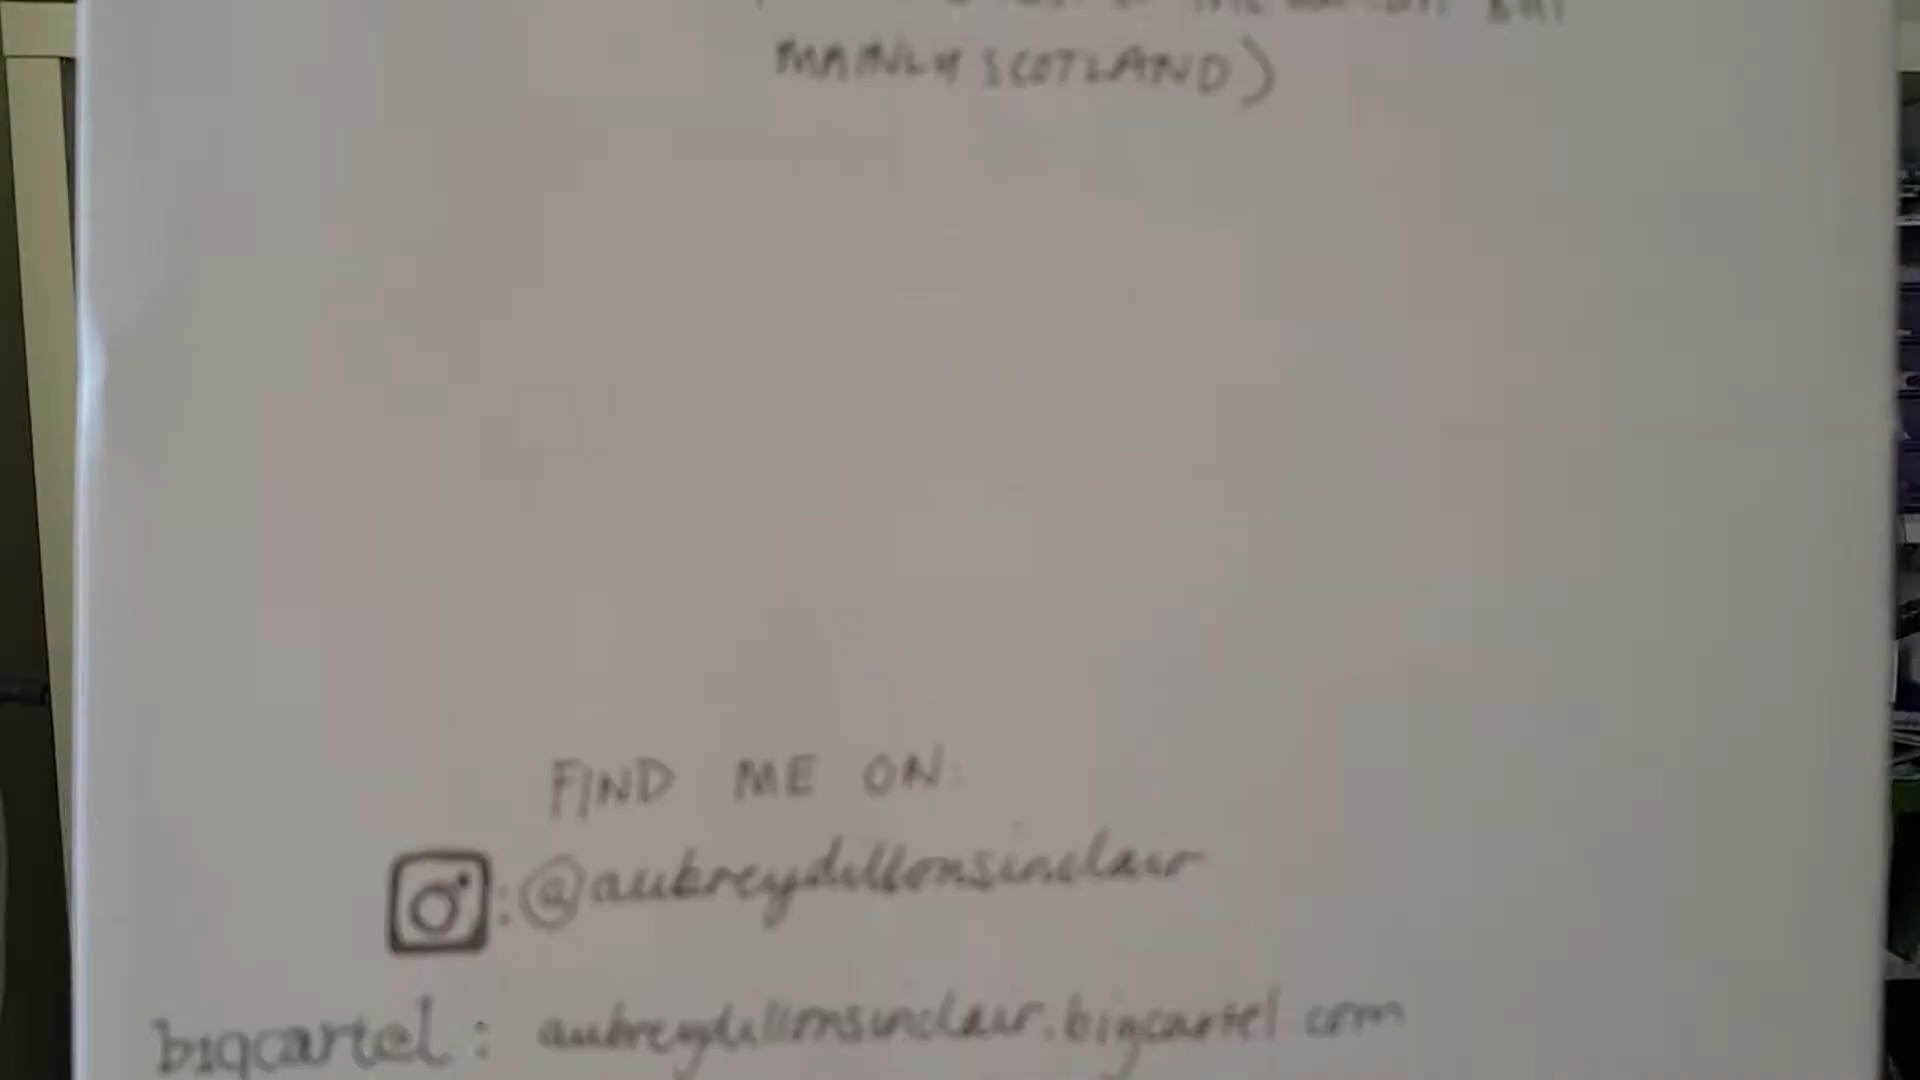 MAINLY SCOTLAND)
FIND ME ON:
:@aubreydillonsinclair
bigcartel: aubreydillonsinclair.bigcartel.com